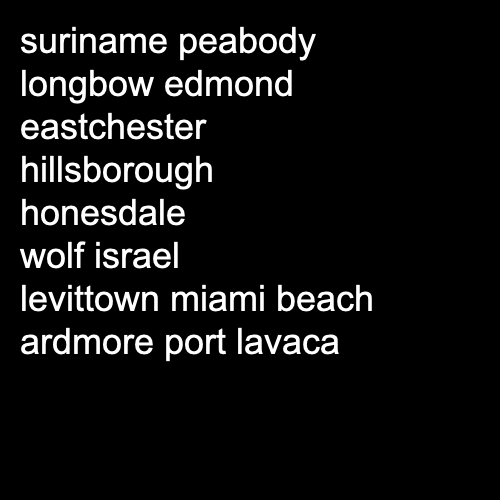 suriname peabody
longbow edmond
eastchester
hillsborough
honesdale
wolf israel
levittown miami beach
ardmore port lavaca